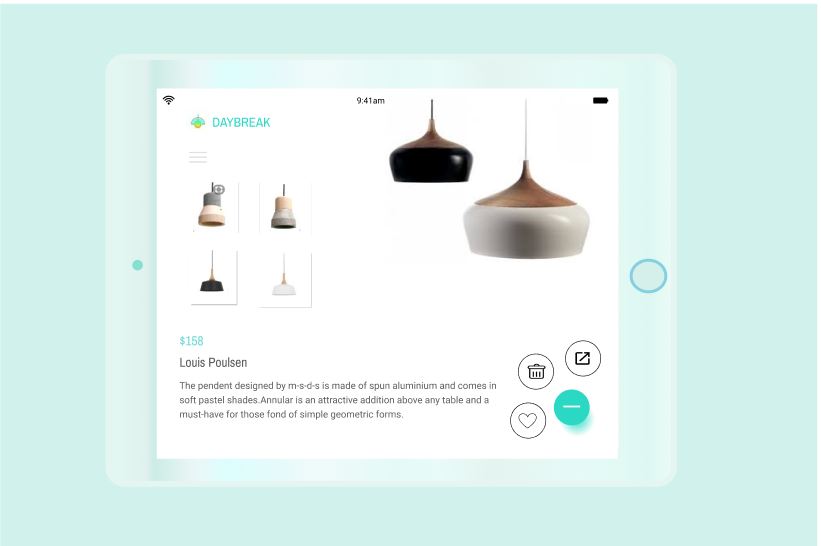 9:41am
DAYBREAK
$158
Louis Poulsen
The pendent designed by m-s-d-s is made of spun aluminium and comes in
soft pastel shades.Annular is an attractive addition above any table and a
must-have for those fond of simple geometric forms.